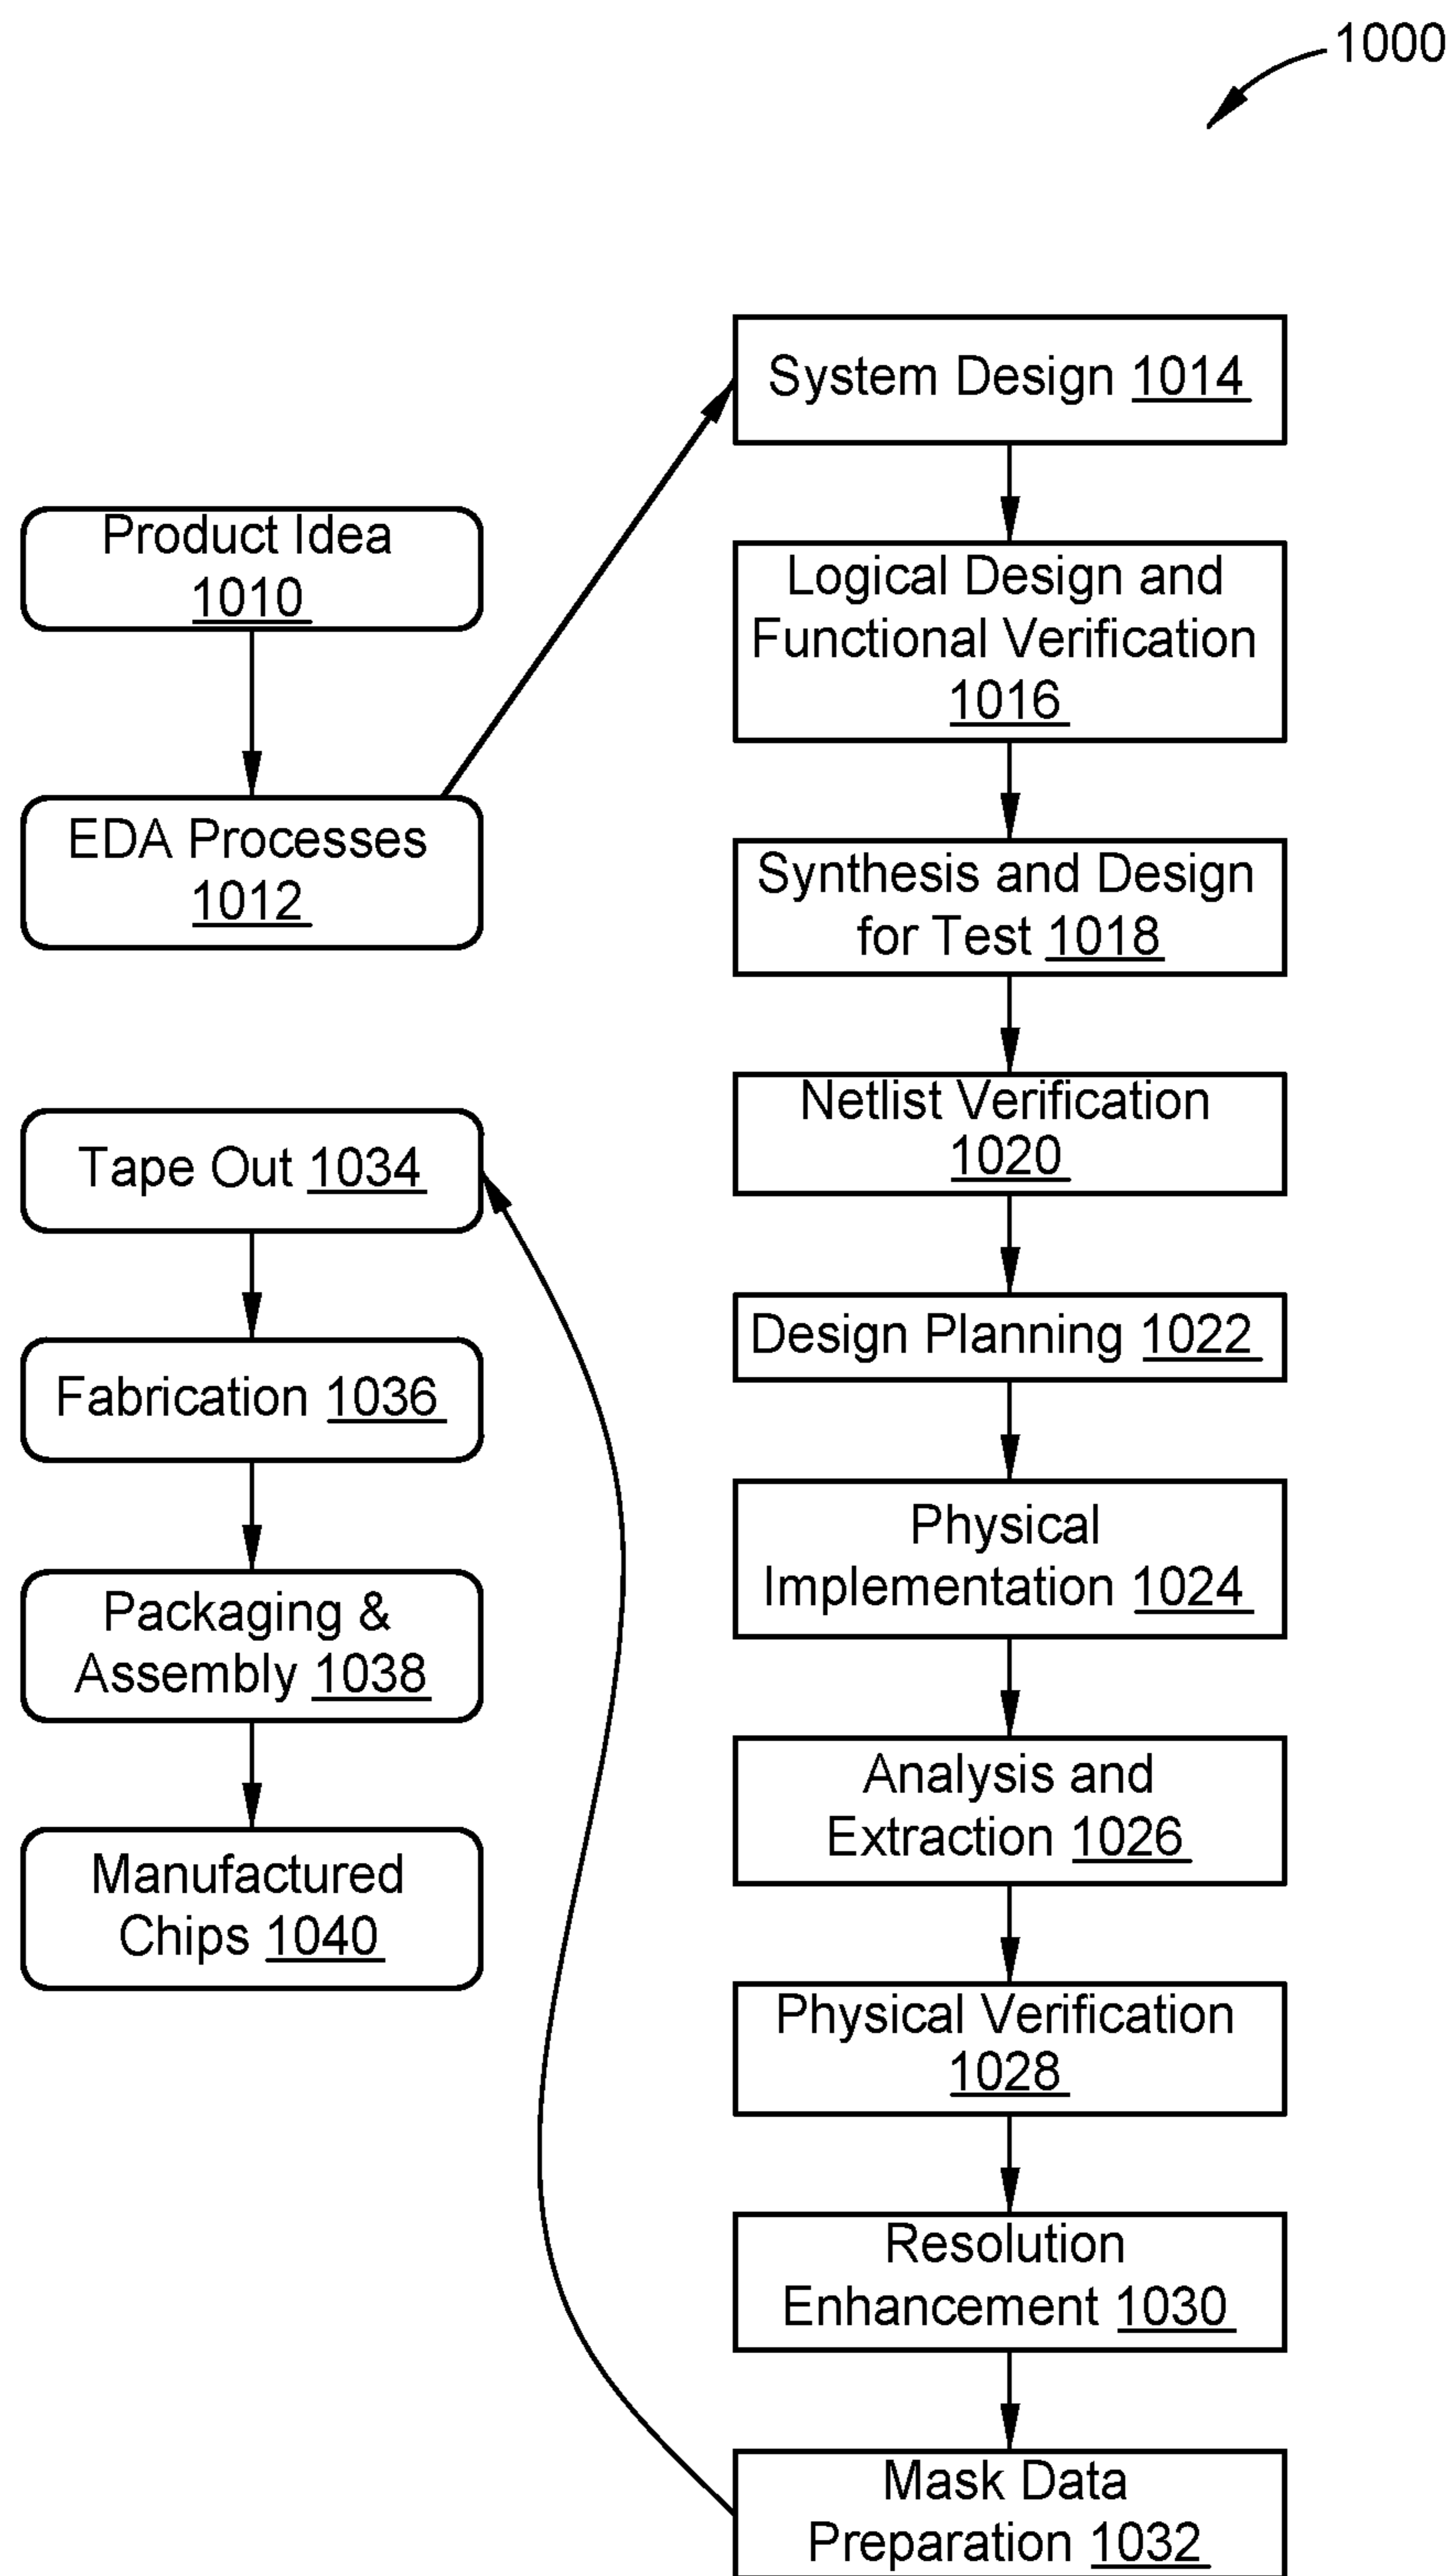 1000
Product Idea
1010
EDA Processes
1012
System Design 1014
Logical Design and
Functional Verification
1016
Synthesis and Design
for Test 1018
Netlist Verification
1020
Design Planning 1022
Physical
Implementation 1024
Analysis and
Extraction 1026
Physical Verification
1028
Resolution
Enhancement 1030
Mask Data
Preparation 1032
Tape Out 1034
Fabrication 1036
Packaging &
Assembly 1038
Manufactured
Chips 1040